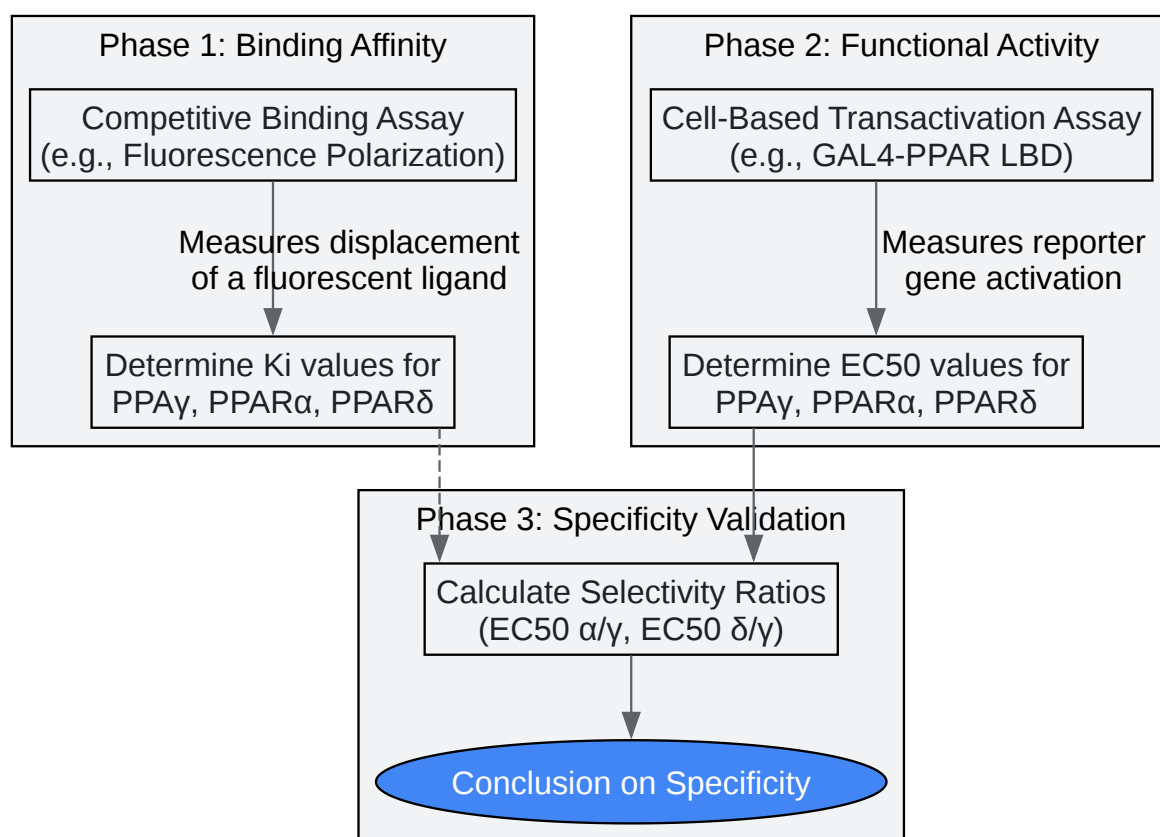 Phase 1: Binding Affinity
Competitive Binding Assay
(e.g., Fluorescence Polarization)
Measures displacement
of a fluorescent ligand
Determine Ki values for
PPAγ, PPARα, PPARδ
Phase 2: Functional Activity
Cell-Based Transactivation Assay
(e.g., GAL4-PPAR LBD)
Measures reporter
gene activation
Determine EC50 values for
PPAγ, PPARα, PPARδ
Phase 3: Specificity Validation
Calculate Selectivity Ratios
(EC50 α/γ, EC50 δ/γ)
Conclusion on Specificity